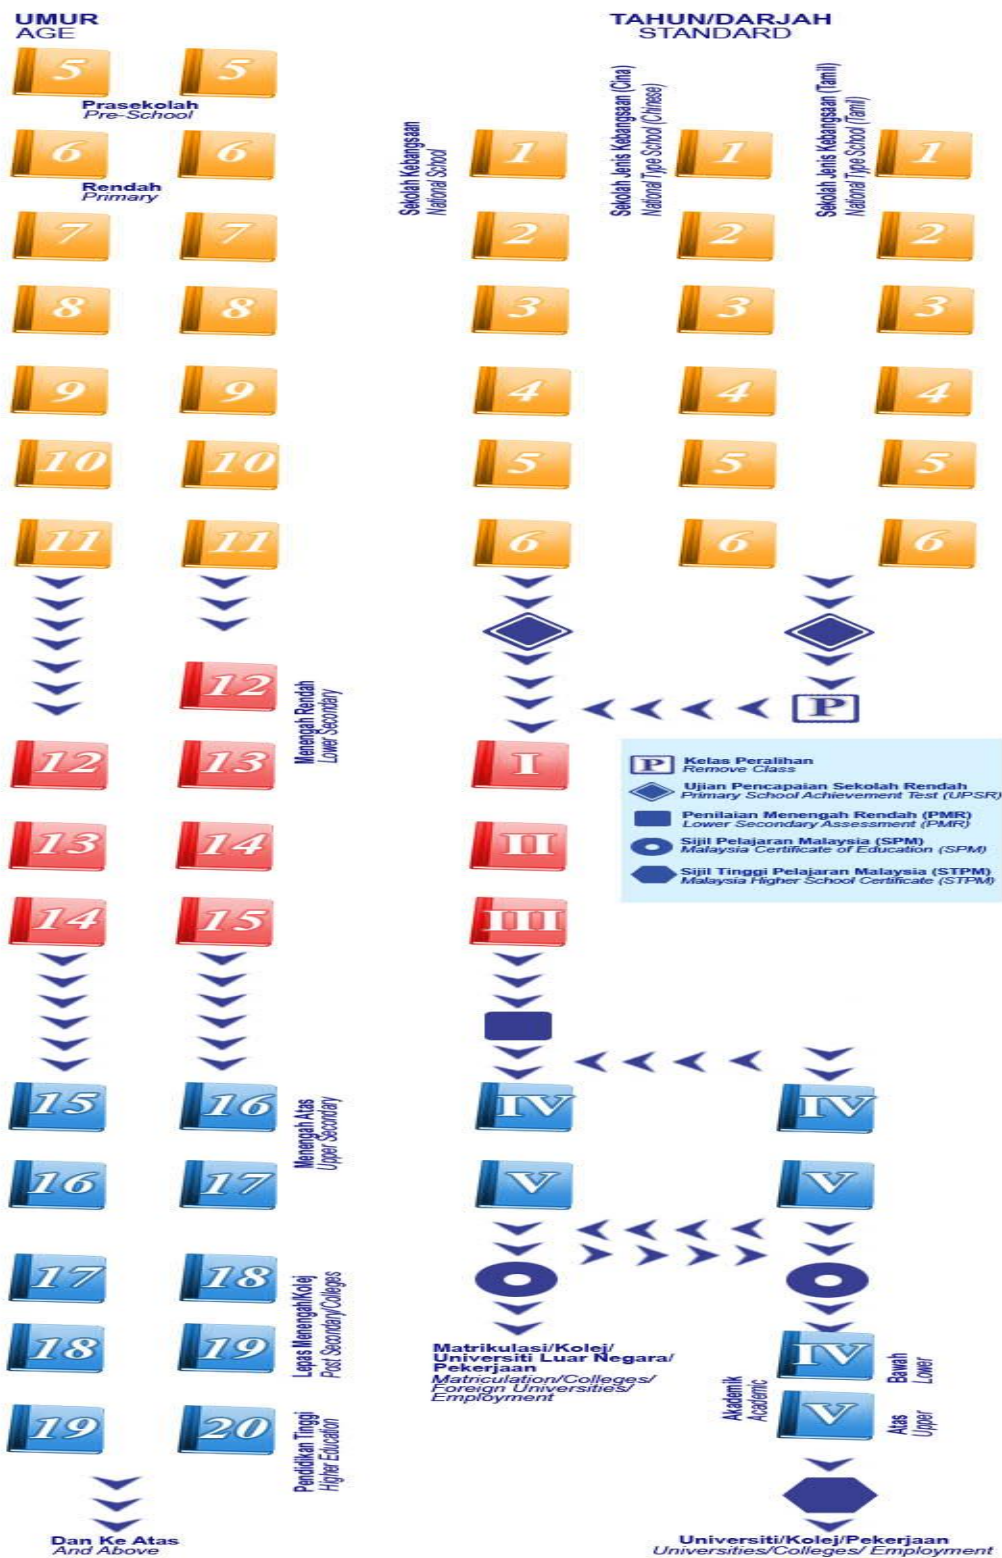 UMUR
AGE
TAHUN/DARJAH
STANDARD
5 5
Prasekolah
Pre-School
6 6
Rendah
Primary
Sekolah Kebangsaan
National School
1
Sekolah Jenis Kebangsaan (Cina)
National Type School (Chinese)
1
Sekolah Jenis Kebangsaan (Tamil)
National Type School (Tamil)
1
7 7 2 2 2
8 8 3 3 3
9 9 4 4 4
10 10 5 5 5
11 11 6 6 6
12
Menengah Rendah
Lower Secondary
P
12 13 I
P Kelas Peralihan
Remove Class
Ujian Pencapaian Sekolah Rendah
Primary School Achievement Test (UPSR)
Penilaian Menengah Rendah (PMR)
Lower Secondary Assessment (PMR)
Sijil Pelajaran Malaysia (SPM)
Malaysia Certificate of Education (SPM)
Sijil Tinggi Pelajaran Malaysia (STPM)
Malaysia Higher School Certificate (STPM)
13 14 II
14 15 III
15 16
Menengah Atas
Upper Secondary
IV IV
16 17 V V
17 18
Lepas Menengah/Kolej
Post Secondary/Colleges
18 19
Matrikulasi/Kolej/
Universiti Luar Negara/
Pekerjaan
Matriculation/Colleges/
Foreign Universities/
Employment
IV
Bawah
Lower
Akademik
Academic
19 20
Pendidikan Tinggi
Higher Education
V
Atas
Upper
Dan Ke Atas
And Above
Universiti/Kolej/Pekerjaan
Universities/Colleges/ Employment